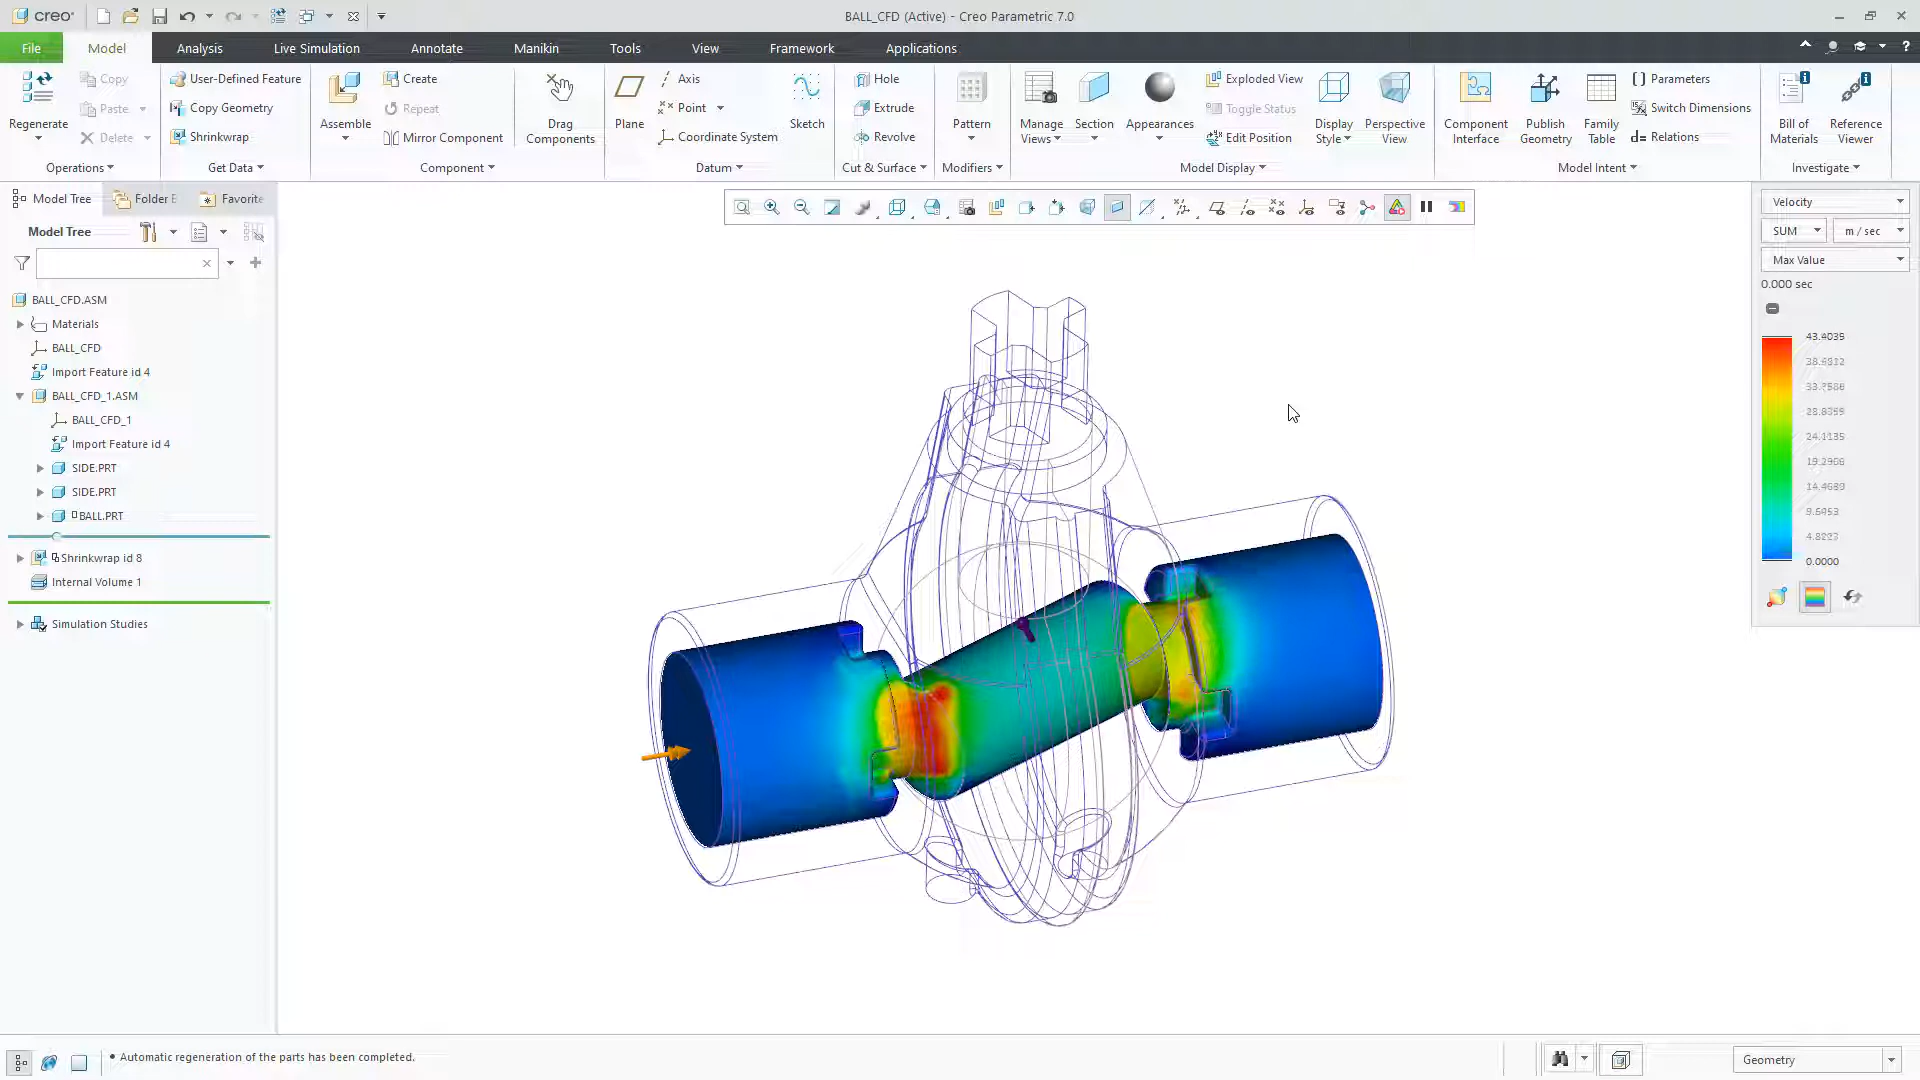 creo
BALL_CFD (Active) - Creo Parametric 7.0
File
Model
Analysis
Live Simulation
Annotate
Manikin
Tools
View
Framework
Applications
Regenerate
Copy
Paste
Delete
Operations
User-Defined Feature
Copy Geometry
Shrinkwrap
Get Data
Assemble
Create
Repeat
Mirror Component
Component
Drag Components
Plane
Axis
Point
Coordinate System
Sketch
Datum
Hole
Extrude
Revolve
Cut & Surface
Pattern
Modifiers
Manage Views
Section
Appearances
Exploded View
Toggle Status
Edit Position
Display Style
Perspective View
Model Display
Component Interface
Publish Geometry
Family Table
Parameters
Switch Dimensions
d= Relations
Model Intent
Bill of Materials
Reference Viewer
Investigate
Model Tree
Folder E
Favorite
Model Tree
BALL_CFD.ASM
Materials
BALL_CFD
Import Feature id 4
BALL_CFD_1.ASM
BALL_CFD_1
Import Feature id 4
SIDE.PRT
SIDE.PRT
BALL.PRT
Shrinkwrap id 8
Internal Volume 1
Simulation Studies
Velocity
SUM
m / sec
Max Value
0.000 sec
43.4035
28.9359
24.1135
14.4689
9.6453
4.8223
0.0000
• Automatic regeneration of the parts has been completed.
Geometry